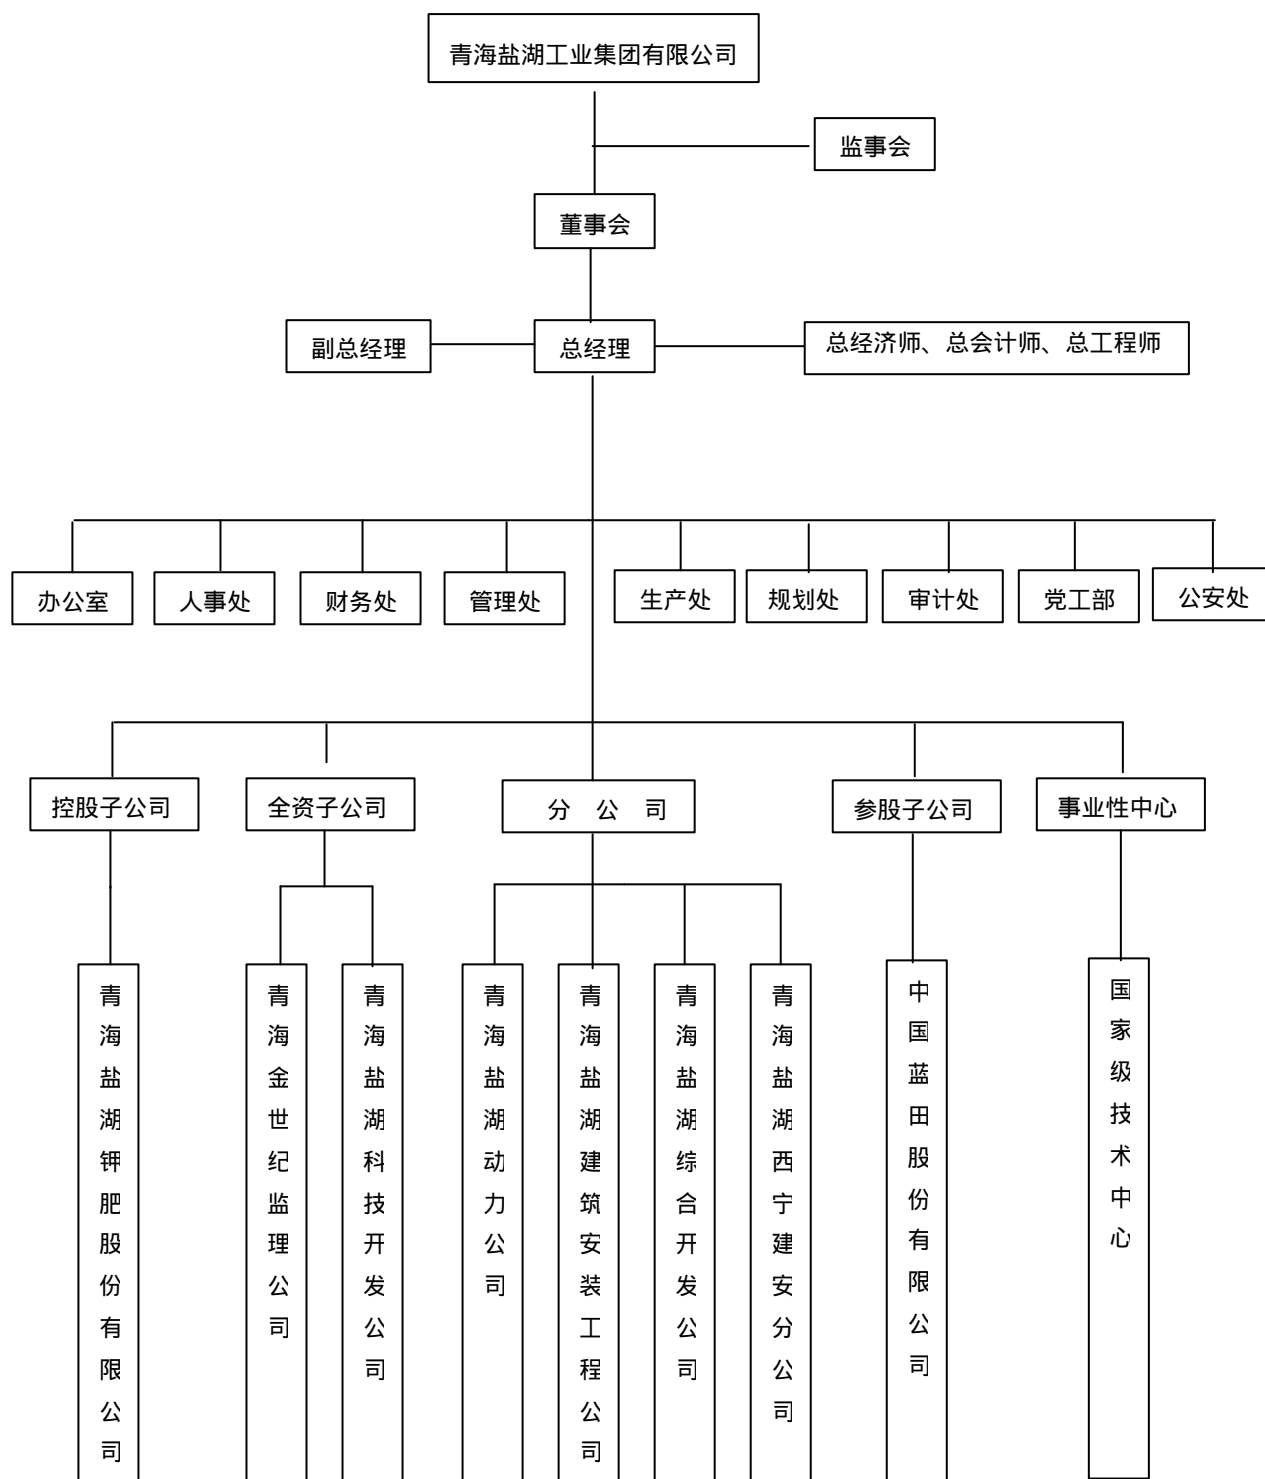 青海盐湖工业集团有限公司
监事会
董事会
副总经理
总经理
总经济师、总会计师、总工程师
办公室
人事处
财务处
管理处
生产处
规划处
审计处
党工部
公安处
控股子公司
全资子公司
分 公 司
参股子公司
事业性中心
青海盐湖钾肥股份有限公司
青海金世纪监理公司
青海盐湖科技开发公司
青海盐湖动力公司
青海盐湖建筑安装工程公司
青海盐湖综合开发公司
青海盐湖西宁建安分公司
中国蓝田股份有限公司
国家级技术中心